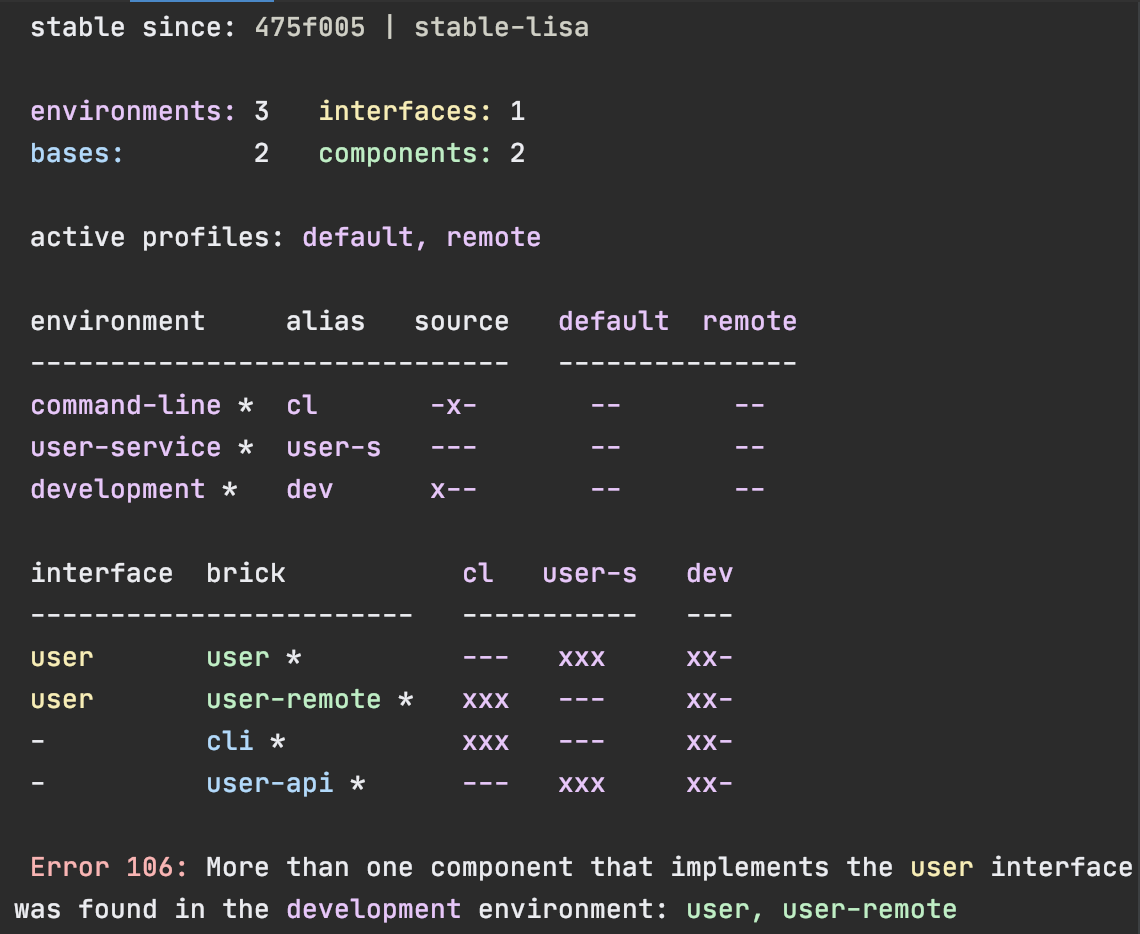 stable since: 475f005 | stable-lisa
environments: 3   interfaces: 1
bases:        2   components: 2
active profiles: default, remote
environment     alias   source   default  remote
------------------------------   ---------------
command-line *  cl       -x-       --       --
user-service *  user-s   ---       --       --
development *   dev      x--       --       --
interface  brick           cl   user-s   dev
------------------------   -----------   ---
user       user *          ---   xxx     xx-
user       user-remote *   xxx   ---     xx-
-          cli *           xxx   ---     xx-
-          user-api *      ---   xxx     xx-
Error 106: More than one component that implements the user interface
was found in the development environment: user, user-remote